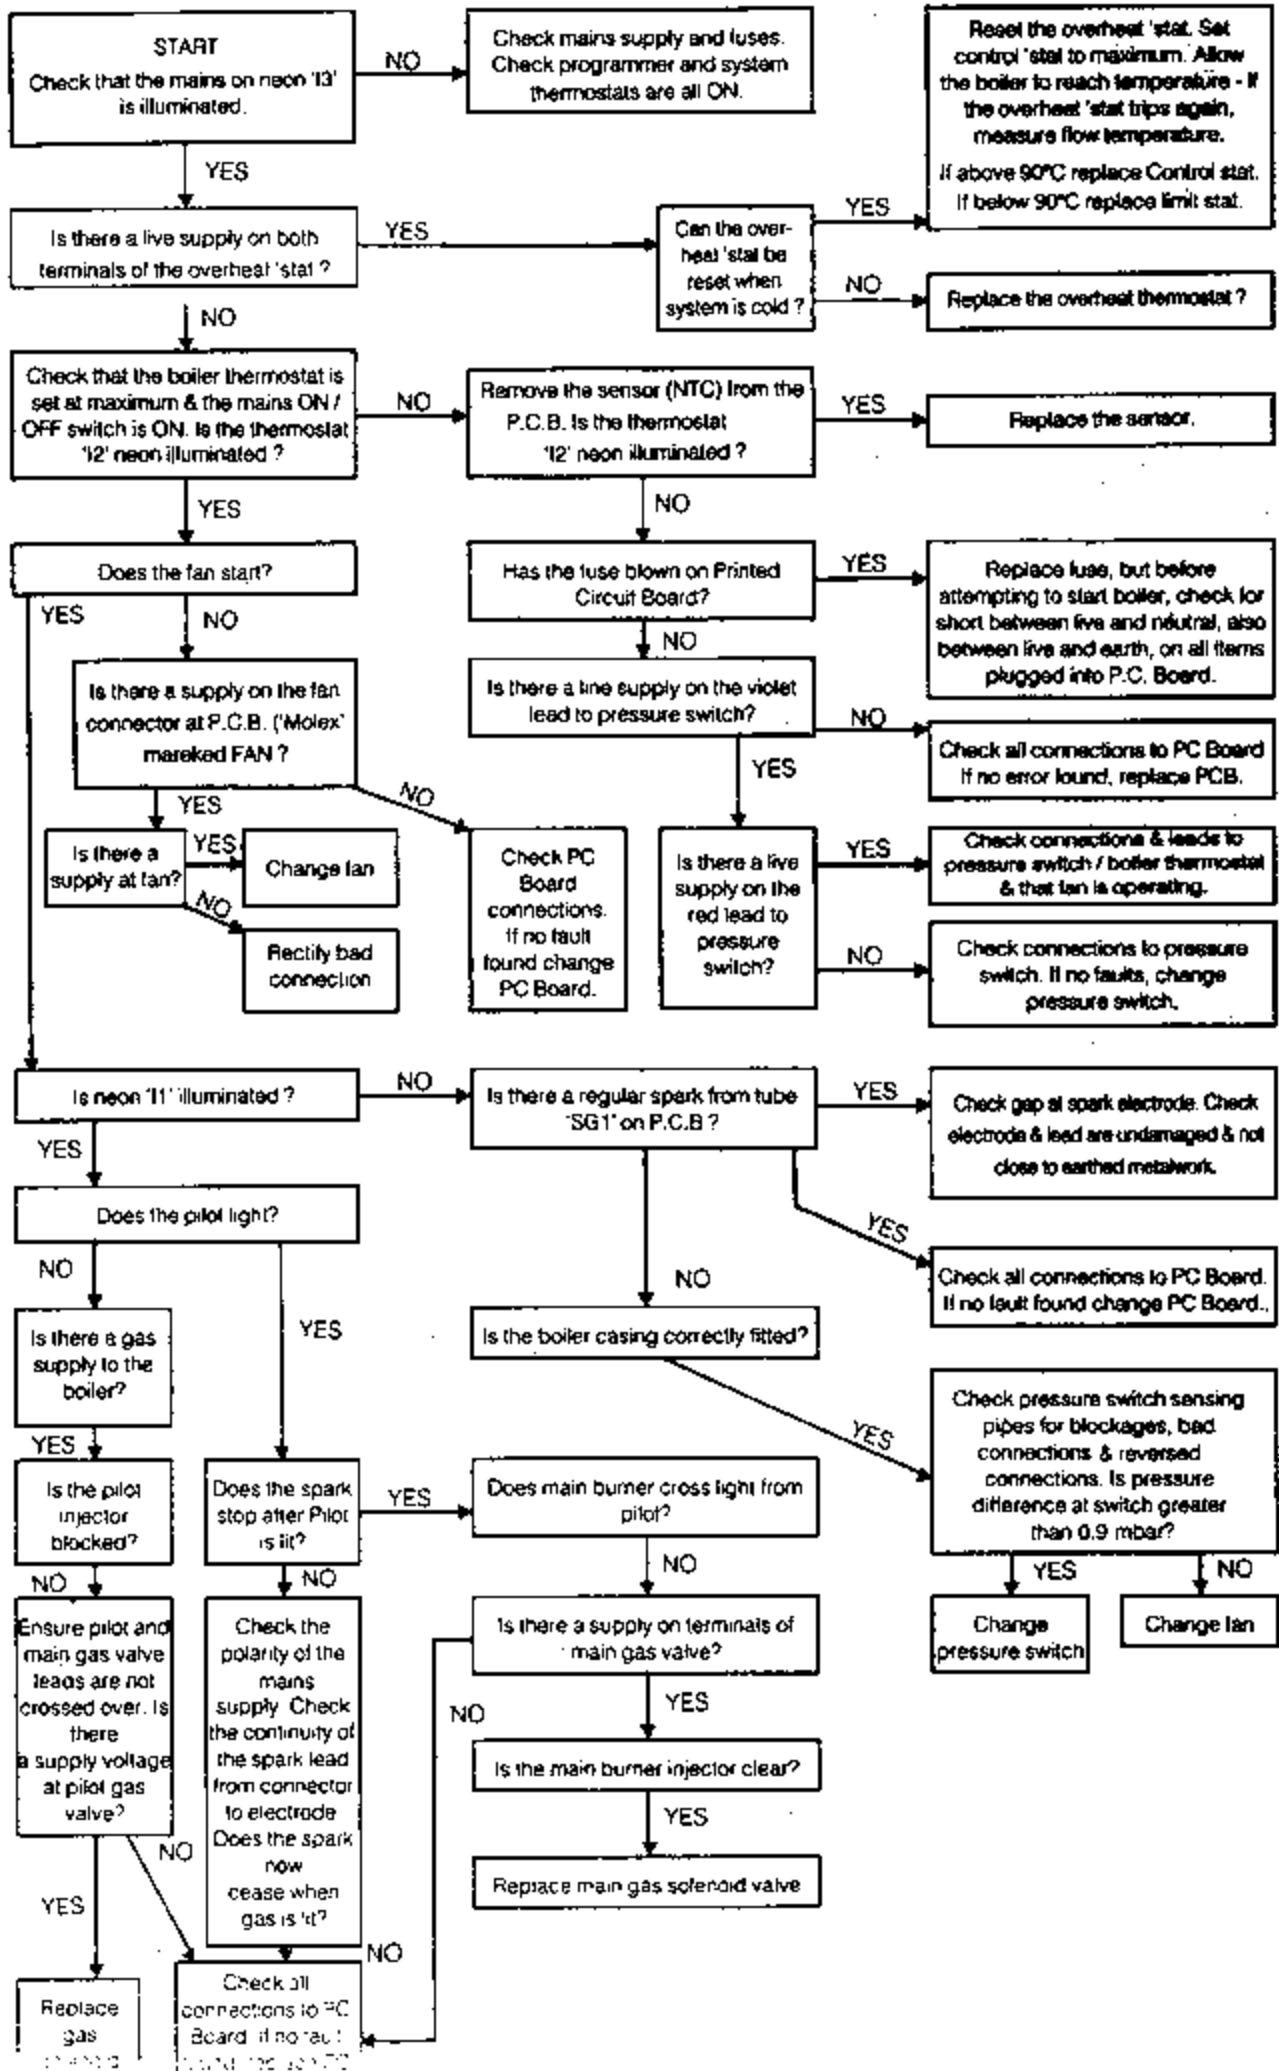 START
Check that the mains on neon 'I3'
is illuminated.
NO
Check mains supply and fuses.
Check programmer and system
thermostats are all ON.
Reset the overheat 'stat. Set
control 'stat to maximum. Allow
the boiler to reach temperature - If
the overheat 'stat trips again,
measure flow temperature.
If above 90°C replace Control stat.
If below 90°C replace limit stat.
YES
Is there a live supply on both
terminals of the overheat 'stat ?
YES
Can the over-
heat 'stat be
reset when
system is cold ?
YES
NO
Replace the overheat thermostat ?
NO
Check that the boiler thermostat is
set at maximum & the mains ON /
OFF switch is ON. Is the thermostat
'I2' neon illuminated ?
NO
Remove the sensor (NTC) from the
P.C.B. Is the thermostat
'I2' neon illuminated ?
YES
Replace the sensor.
YES
NO
Does the fan start?
Has the fuse blown on Printed
Circuit Board?
YES
Replace fuse, but before
attempting to start boiler, check for
short between live and neutral, also
between live and earth, on all items
plugged into P.C. Board.
YES
NO
NO
Is there a supply on the fan
connector at P.C.B. ('Molex'
mareked FAN ?
Is there a line supply on the violet
lead to pressure switch?
NO
Check all connections to PC Board
If no error found, replace PCB.
YES
NO
YES
Is there a
supply at fan?
YES
Change fan
NO
Rectify bad
connection
Check PC
Board
connections.
If no fault
found change
PC Board.
Is there a live
supply on the
red lead to
pressure
switch?
YES
Check connections & leads to
pressure switch / boiler thermostat
& that fan is operating.
NO
Check connections to pressure
switch. If no faults, change
pressure switch.
Is neon 'I1' illuminated ?
NO
Is there a regular spark from tube
'SG1' on P.C.B ?
YES
Check gap at spark electrode. Check
electrode & lead are undamaged & not
close to earthed metalwork.
YES
Does the pilot light?
YES
Check all connections to PC Board.
If no fault found change PC Board..
NO
YES
NO
Is there a gas
supply to the
boiler?
Is the boiler casing correctly fitted?
YES
Check pressure switch sensing
pipes for blockages, bad
connections & reversed
connections. Is pressure
difference at switch greater
than 0.9 mbar?
YES
Is the pilot
injector
blocked?
Does the spark
stop after Pilot
is lit?
YES
Does main burner cross light from
pilot?
YES
NO
Change
pressure switch
Change fan
NO
NO
NO
Ensure pilot and
main gas valve
leads are not
crossed over. Is
there
a supply voltage
at pilot gas
valve?
Check the
polarity of the
mains
supply Check
the continuity of
the spark lead
from connector
to electrode
Does the spark
now
cease when
gas is lit?
Is there a supply on terminals of
main gas valve?
NO
YES
Is the main burner injector clear?
YES
Replace main gas solenoid valve
NO
YES
NO
Replace
gas
Check all
connections to PC
Board if no fault